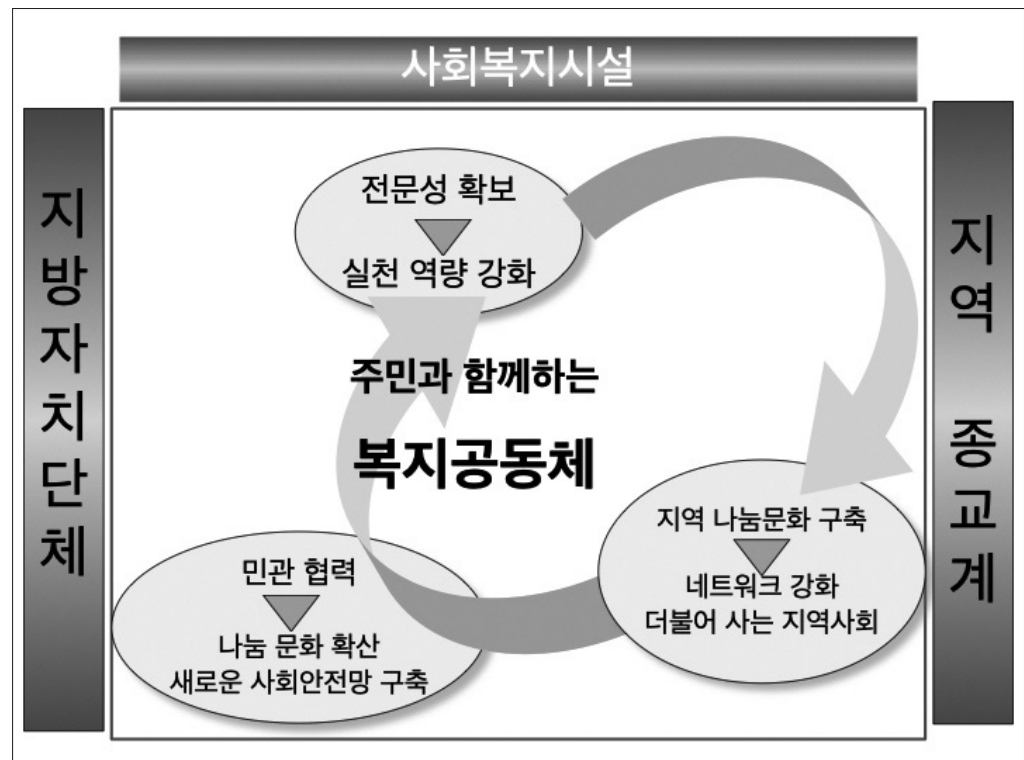 사회복지시설
지방자치단체
지역 종교계
전문성 확보
실천 역량 강화
주민과 함께하는
복지공동체
지역 나눔문화 구축
네트워크 강화
더불어 사는 지역사회
민관 협력
나눔 문화 확산
새로운 사회안전망 구축